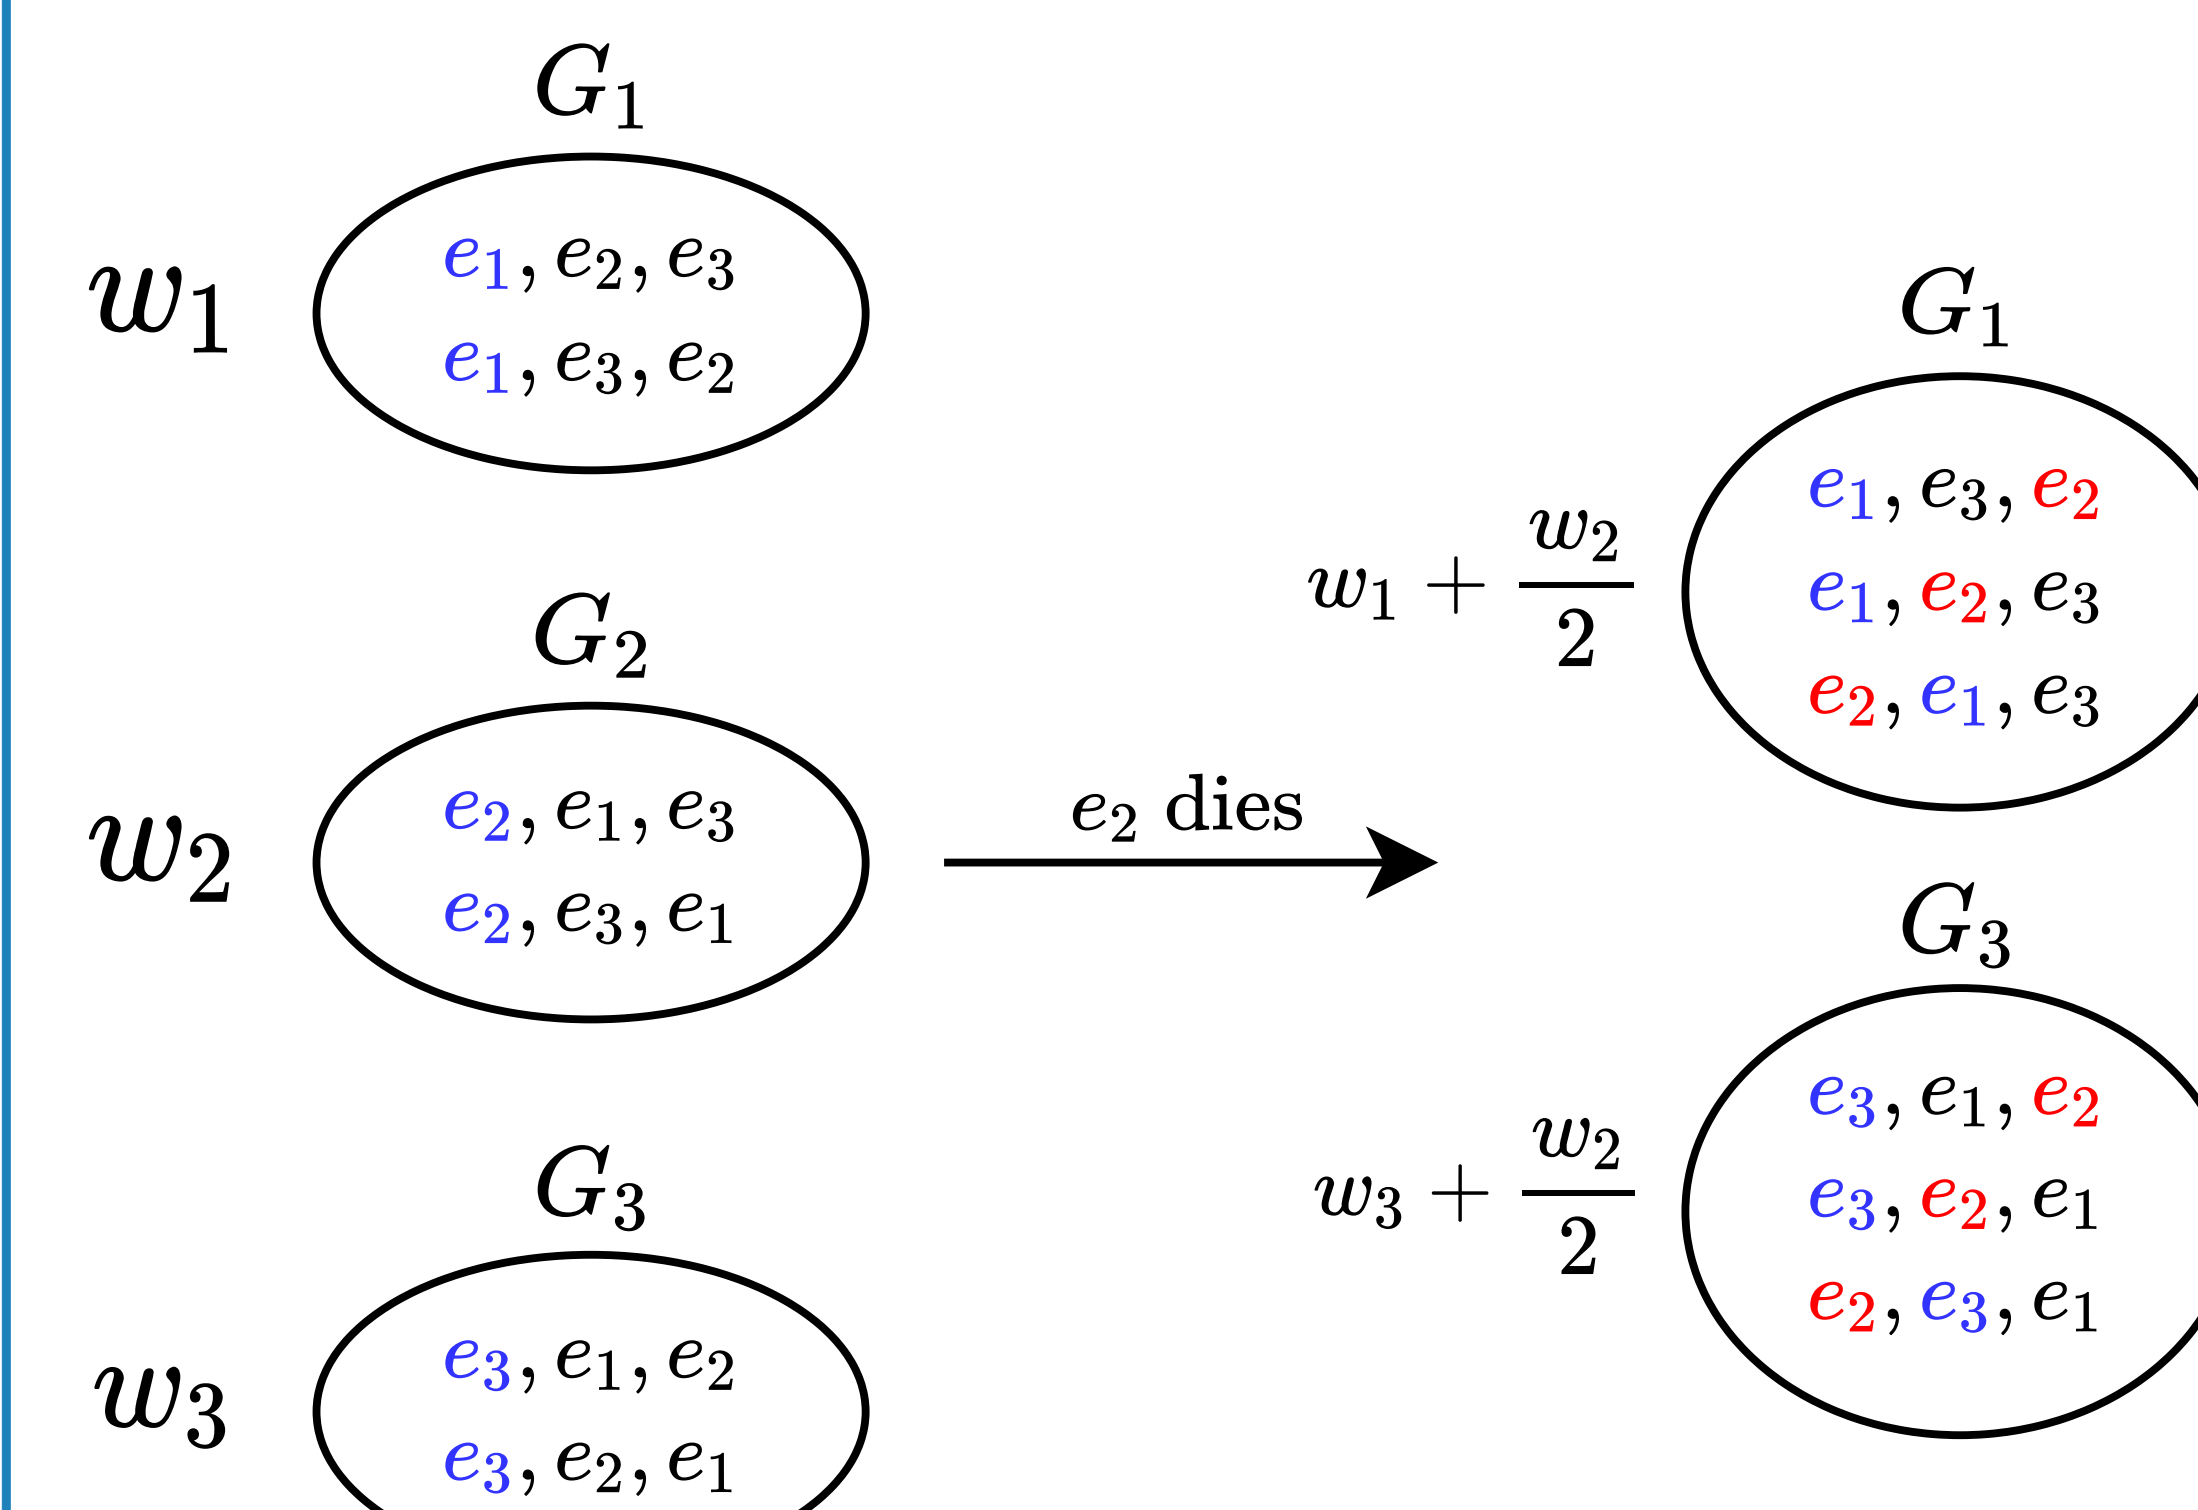 G₁
w₁
e₁, e₂, e₃
e₁, e₃, e₂
G₂
w₂
e₂, e₁, e₃
e₂, e₃, e₁
G₃
w₃
e₃, e₁, e₂
e₃, e₂, e₁
e₂ dies
G₁
w₁ + w₂/2
e₁, e₃, e₂
e₁, e₂, e₃
e₂, e₁, e₃
G₃
w₃ + w₂/2
e₃, e₁, e₂
e₃, e₂, e₁
e₂, e₃, e₁